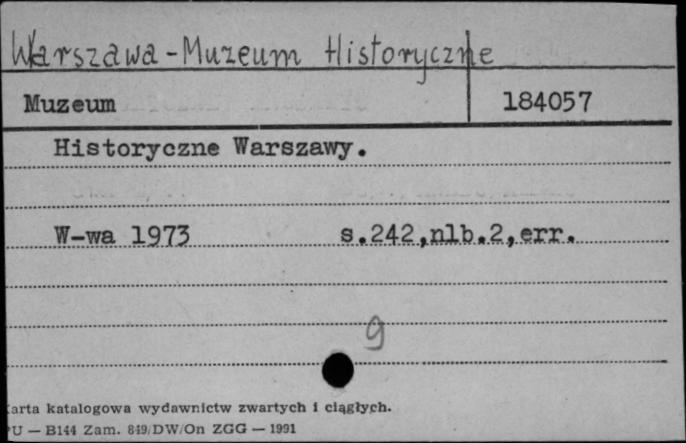 Warszawa-Muzeum Historyczne
Muzeum 184057
Historyczne Warszawy.
W-wa 1973 s.242,nlb.2,err.
9
arta katalogowa wydawnictw zwartych i ciągłych.
PU — B144 Zam. 849/DW/On ZGG — 1991